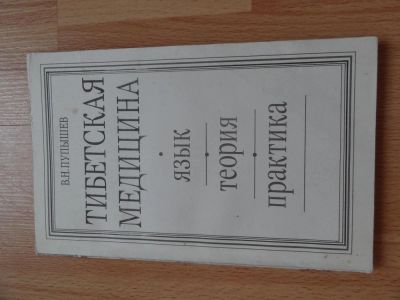 В.Н.ПУПЫШЕВ
ТИБЕТСКАЯ
МЕДИЦИНА
язык
теория
практика